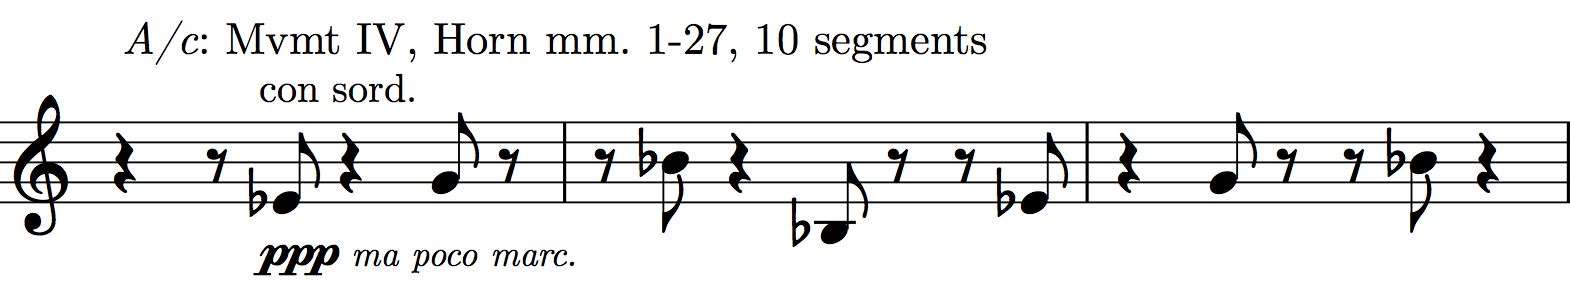 A/c: Mvmt IV, Horn mm. 1-27, 10 segments
con sord.
ppp ma poco marc.